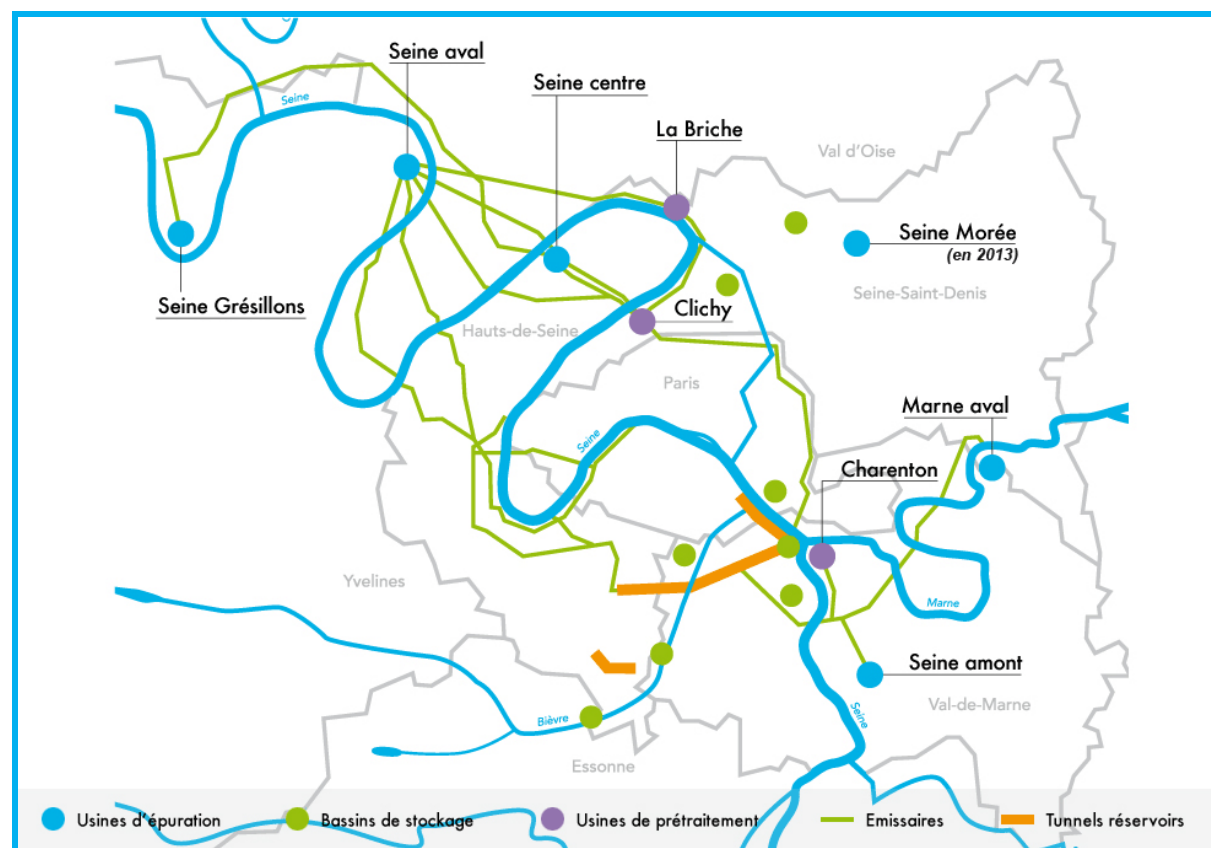 Seine aval
Seine centre
La Briche
Val d'Oise
Seine
Seine Morée
(en 2013)
Seine-Saint-Denis
Seine Grésillons
Clichy
Hauts-de-Seine
Paris
Marne aval
Seine
Charenton
Yvelines
Marne
Seine amont
Val-de-Marne
Seine
Bièvre
Essonne
Usines d'épuration
Bassins de stockage
Usines de prétraitement
Emissaires
Tunnels réservoirs